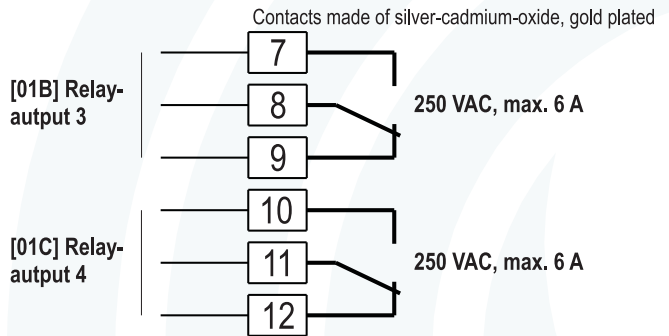 Contacts made of silver-cadmium-oxide, gold plated
7
[01B] Relay-
autput 3
8
250 VAC, max. 6 A
9
10
[01C] Relay-
autput 4
11
250 VAC, max. 6 A
12